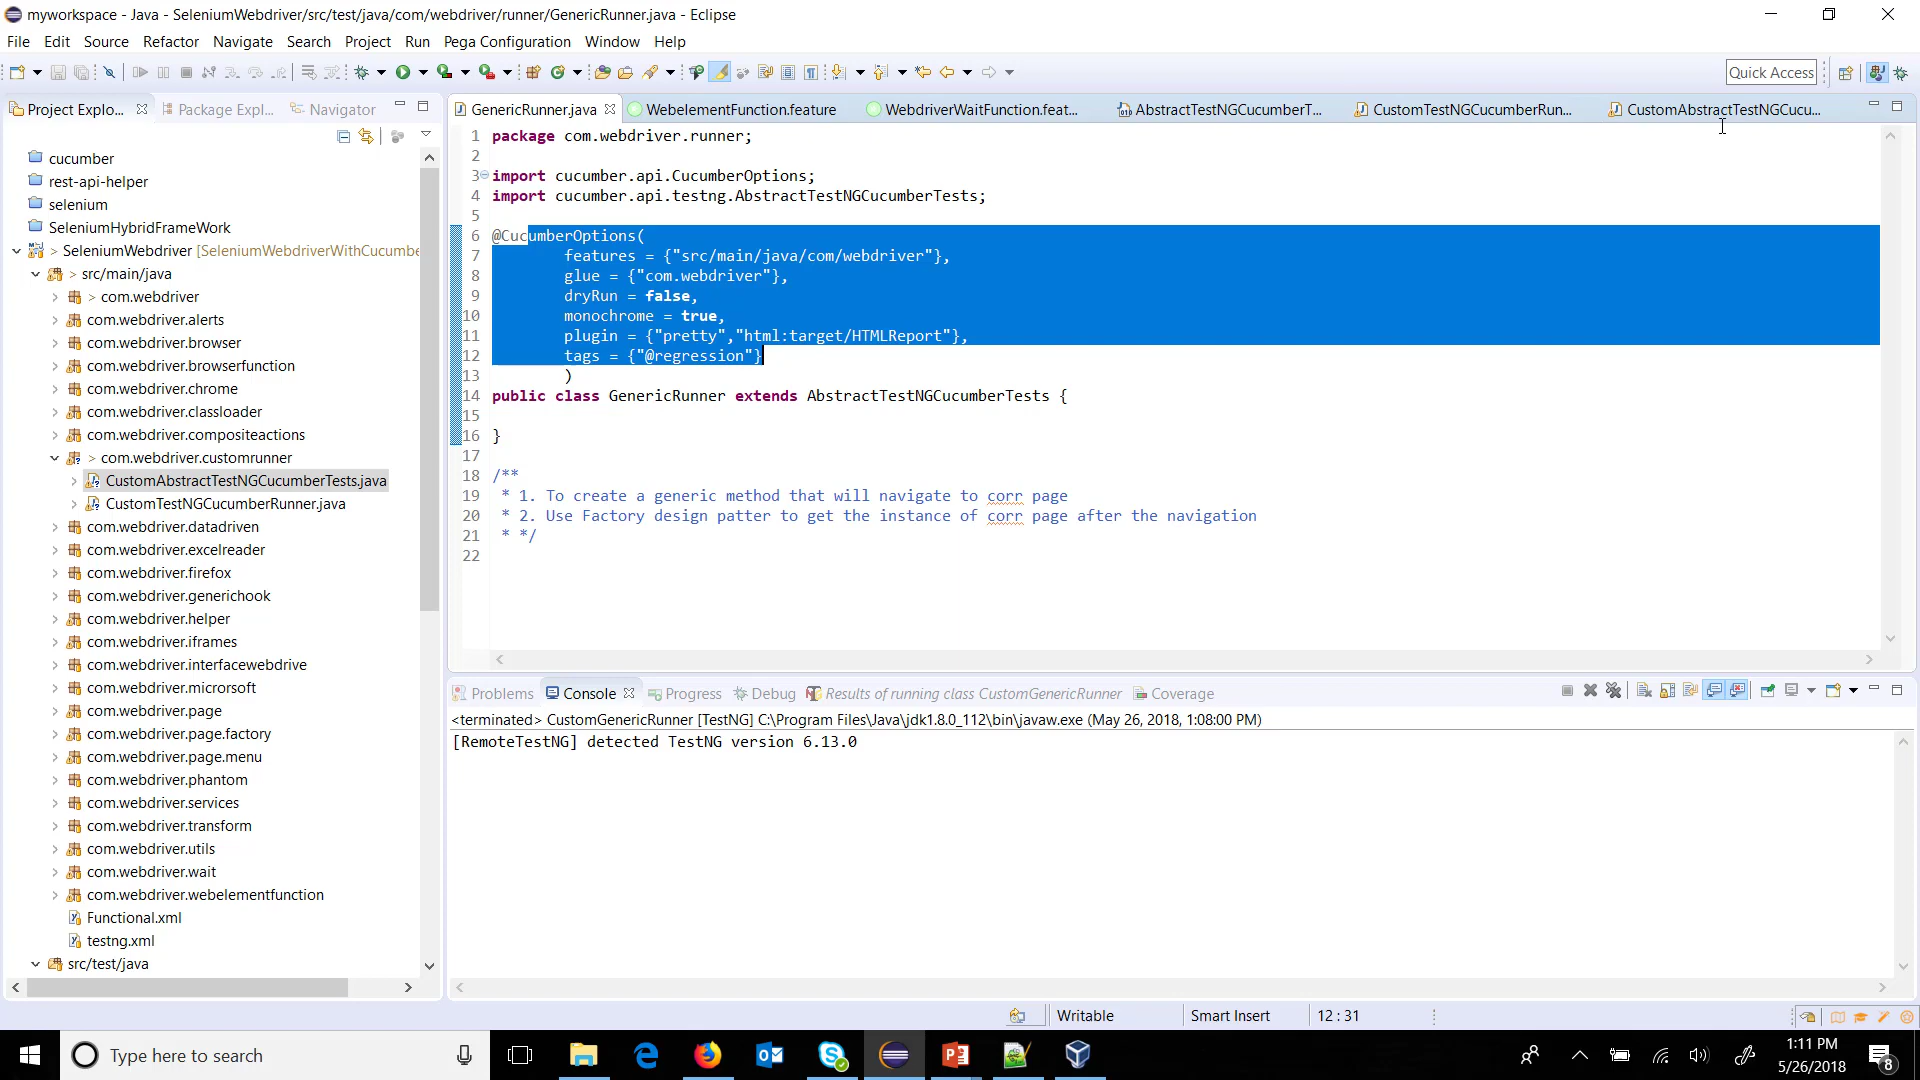 myworkspace - Java - SeleniumWebdriver/src/test/java/com/webdriver/runner/GenericRunner.java - Eclipse
File Edit Source Refactor Navigate Search Project Run Pega Configuration Window Help
Quick Access
Project Explo... Package Expl... Navigator
cucumber
rest-api-helper
selenium
SeleniumHybridFrameWork
> SeleniumWebdriver [SeleniumWebdriverWithCucumbe
> src/main/java
> com.webdriver
com.webdriver.alerts
com.webdriver.browser
com.webdriver.browserfunction
com.webdriver.chrome
com.webdriver.classloader
com.webdriver.compositeactions
> com.webdriver.customrunner
CustomAbstractTestNGCucumberTests.java
CustomTestNGCucumberRunner.java
com.webdriver.datadriven
com.webdriver.excelreader
com.webdriver.firefox
com.webdriver.generichook
com.webdriver.helper
com.webdriver.iframes
com.webdriver.interfacewebdrive
com.webdriver.microrsoft
com.webdriver.page
com.webdriver.page.factory
com.webdriver.page.menu
com.webdriver.phantom
com.webdriver.services
com.webdriver.transform
com.webdriver.utils
com.webdriver.wait
com.webdriver.webelementfunction
Functional.xml
testng.xml
src/test/java
GenericRunner.java WebelementFunction.feature WebdriverWaitFunction.feat... AbstractTestNGCucumberT... CustomTestNGCucumberRun... CustomAbstractTestNGCucu...
1 package com.webdriver.runner;
2
3 import cucumber.api.CucumberOptions;
4 import cucumber.api.testng.AbstractTestNGCucumberTests;
5
6 @CucumberOptions(
7 features = {"src/main/java/com/webdriver"},
8 glue = {"com.webdriver"},
9 dryRun = false,
10 monochrome = true,
11 plugin = {"pretty","html:target/HTMLReport"},
12 tags = {"@regression"}
13 )
14 public class GenericRunner extends AbstractTestNGCucumberTests {
15
16 }
17
18 /**
19 * 1. To create a generic method that will navigate to corr page
20 * 2. Use Factory design patter to get the instance of corr page after the navigation
21 * */
22
Problems Console Progress Debug Results of running class CustomGenericRunner Coverage
<terminated> CustomGenericRunner [TestNG] C:\Program Files\Java\jdk1.8.0_112\bin\javaw.exe (May 26, 2018, 1:08:00 PM)
[RemoteTestNG] detected TestNG version 6.13.0
Writable Smart Insert 12 : 31
Type here to search
1:11 PM
5/26/2018
8